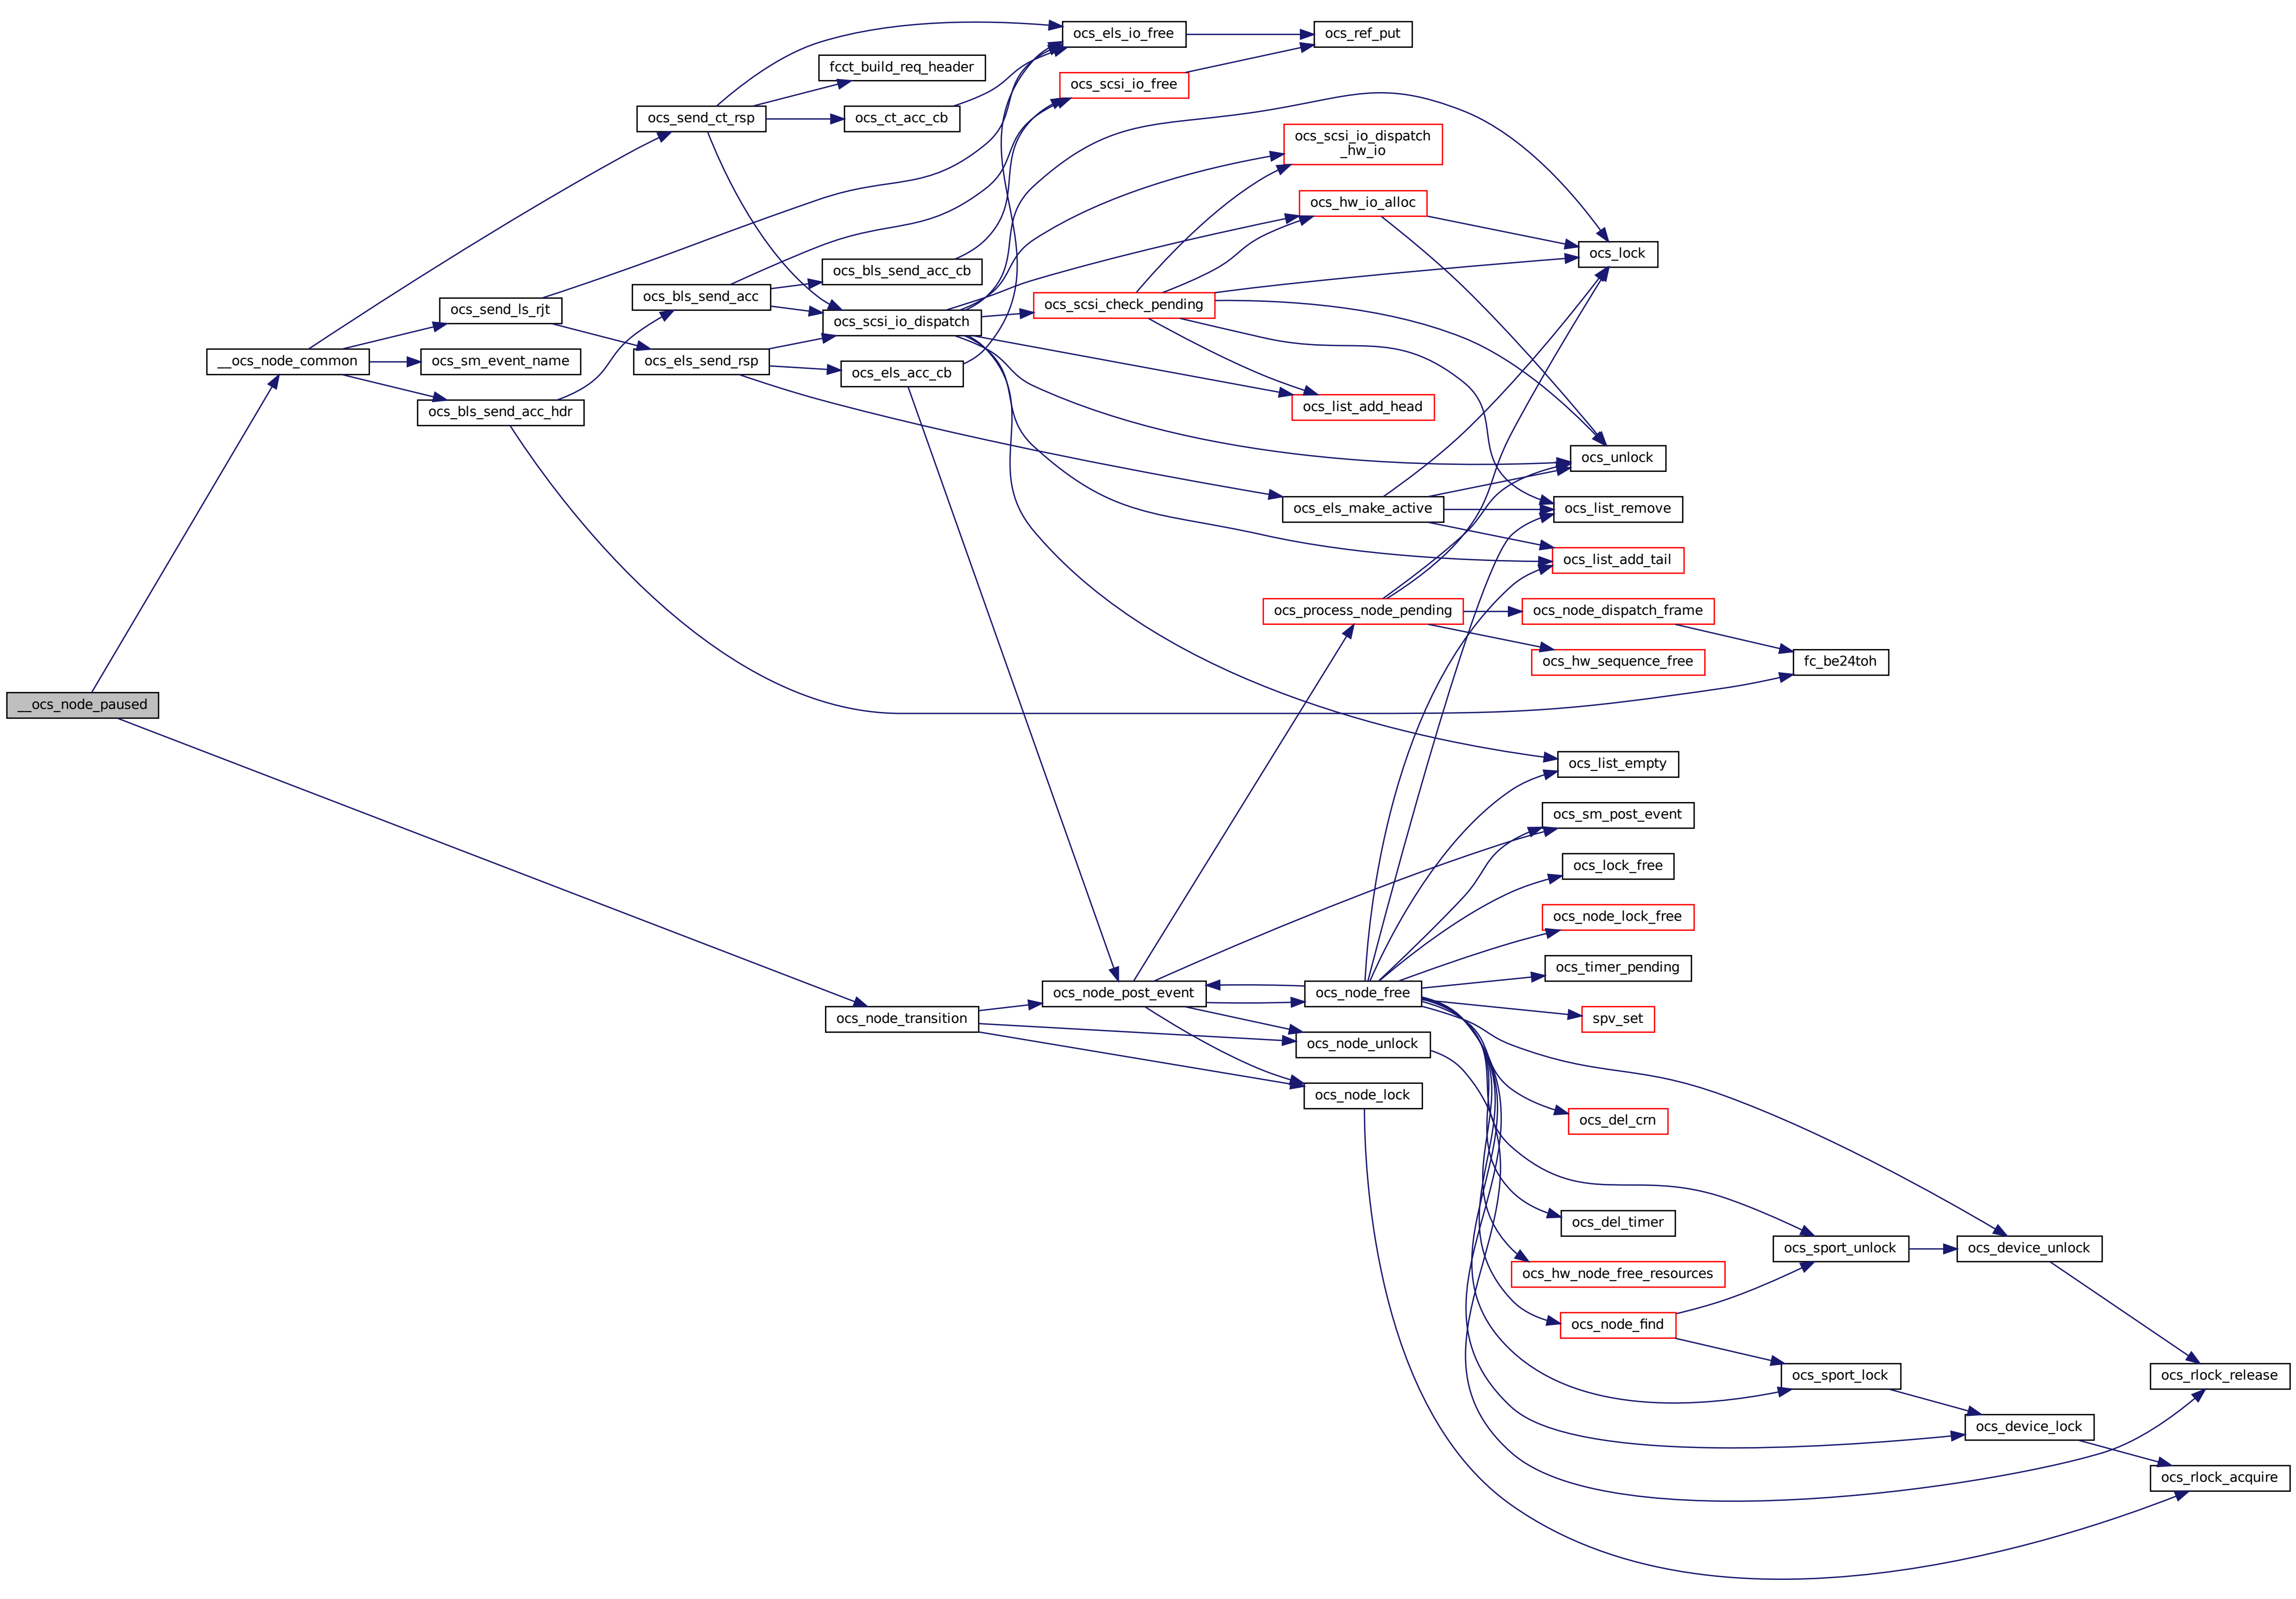 ocs_els_io_free
ocs_ref_put
fcct_build_req_header
ocs_scsi_io_free
ocs_send_ct_rsp
ocs_ct_acc_cb
ocs_scsi_io_dispatch
_hw_io
ocs_hw_io_alloc
ocs_lock
ocs_bls_send_acc_cb
ocs_bls_send_acc
ocs_send_ls_rjt
ocs_scsi_check_pending
ocs_scsi_io_dispatch
__ocs_node_common
ocs_sm_event_name
ocs_els_send_rsp
ocs_els_acc_cb
ocs_bls_send_acc_hdr
ocs_list_add_head
ocs_unlock
ocs_els_make_active
ocs_list_remove
ocs_list_add_tail
ocs_process_node_pending
ocs_node_dispatch_frame
ocs_hw_sequence_free
fc_be24toh
__ocs_node_paused
ocs_list_empty
ocs_sm_post_event
ocs_lock_free
ocs_node_lock_free
ocs_timer_pending
ocs_node_post_event
ocs_node_free
ocs_node_transition
spv_set
ocs_node_unlock
ocs_node_lock
ocs_del_crn
ocs_del_timer
ocs_sport_unlock
ocs_device_unlock
ocs_hw_node_free_resources
ocs_node_find
ocs_sport_lock
ocs_rlock_release
ocs_device_lock
ocs_rlock_acquire